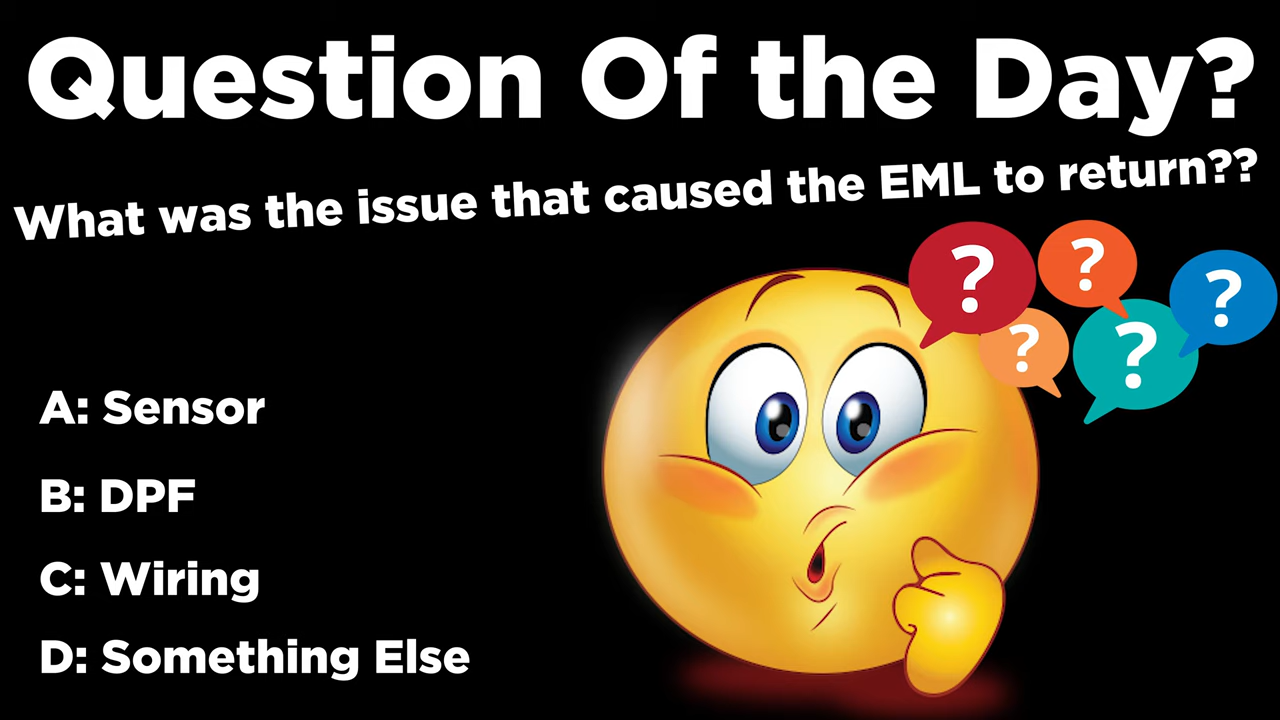 Question Of the Day?
What was the issue that caused the EML to return??
? ? ?
? ?
A: Sensor
B: DPF
C: Wiring
D: Something Else